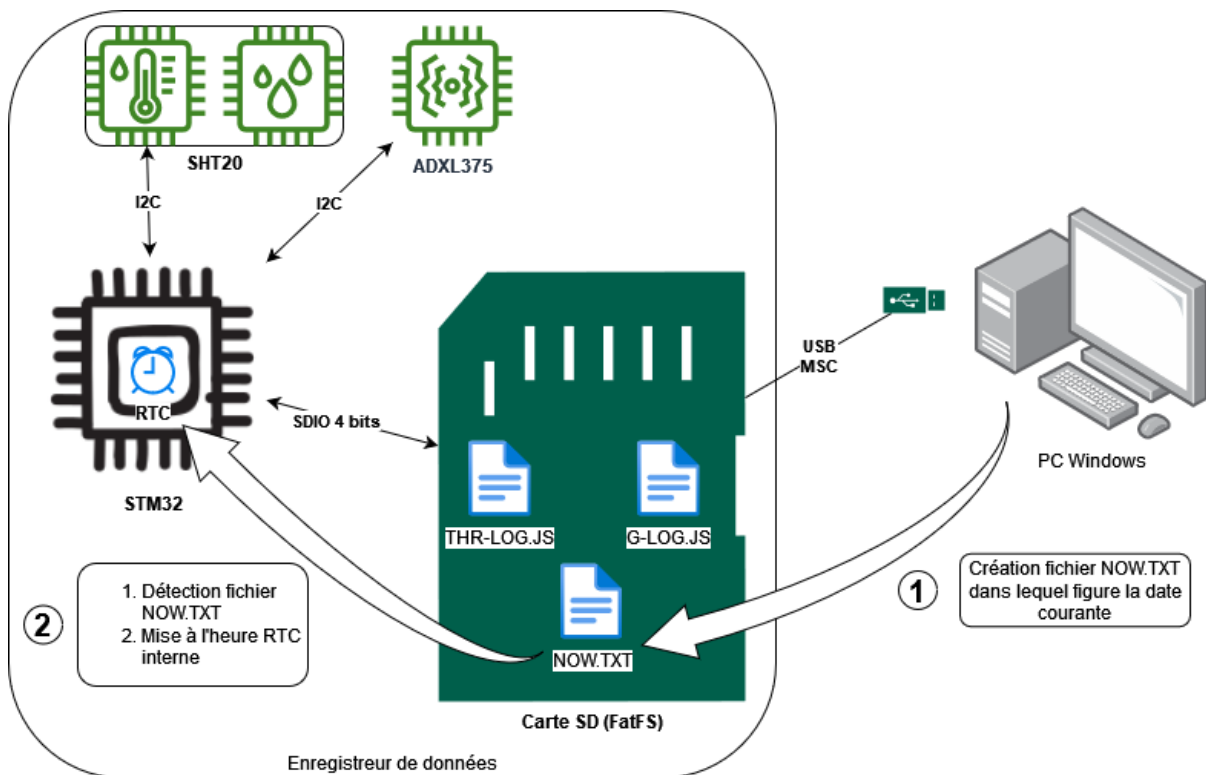 SHT20
ADXL375
I2C
I2C
RTC
STM32
SDIO 4 bits
USB
MSC
PC Windows
THR-LOG.JS
G-LOG.JS
NOW.TXT
Carte SD (FatFS)
1
Création fichier NOW.TXT
dans lequel figure la date
courante
2
1. Détection fichier
NOW.TXT
2. Mise à l'heure RTC
interne
Enregistreur de données